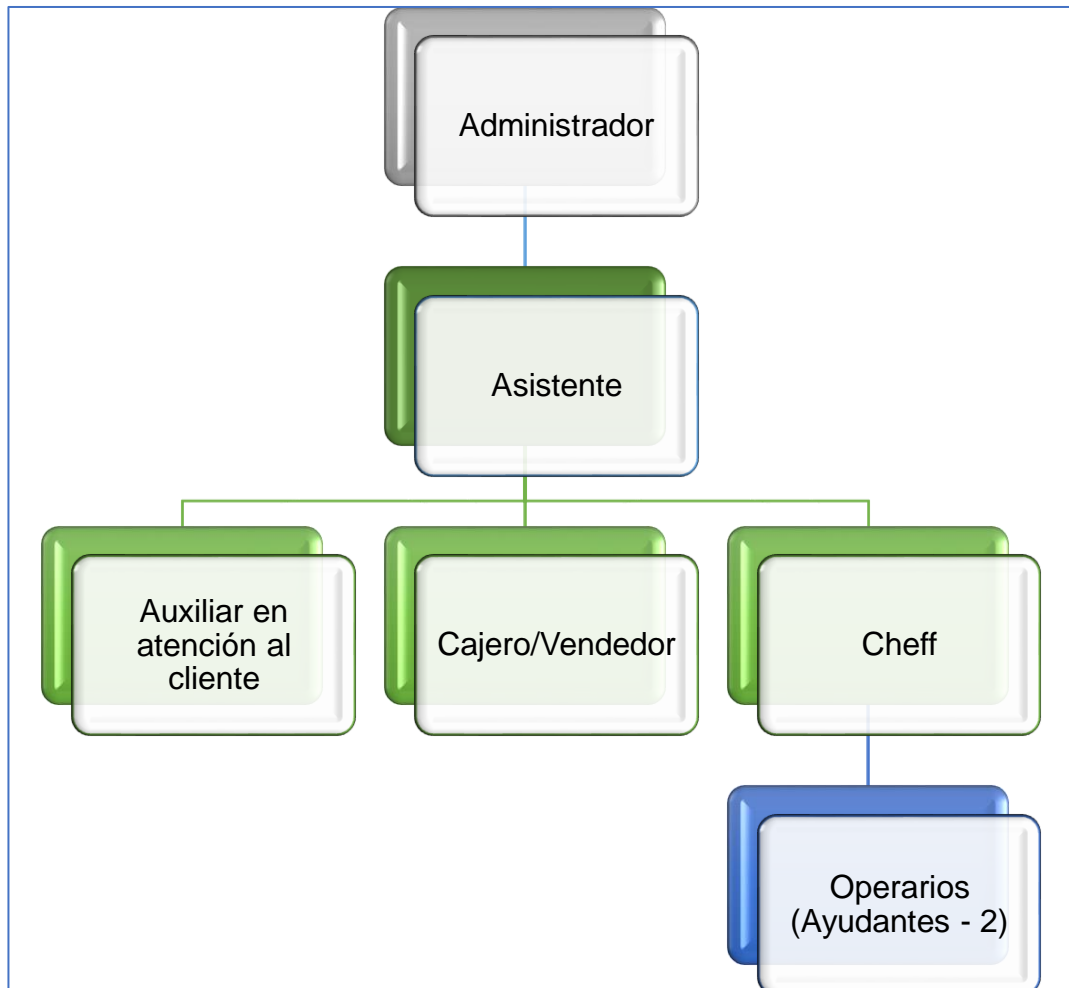 Administrador
Asistente
Auxiliar en
atención al
cliente
Cajero/Vendedor
Cheff
Operarios
(Ayudantes - 2)